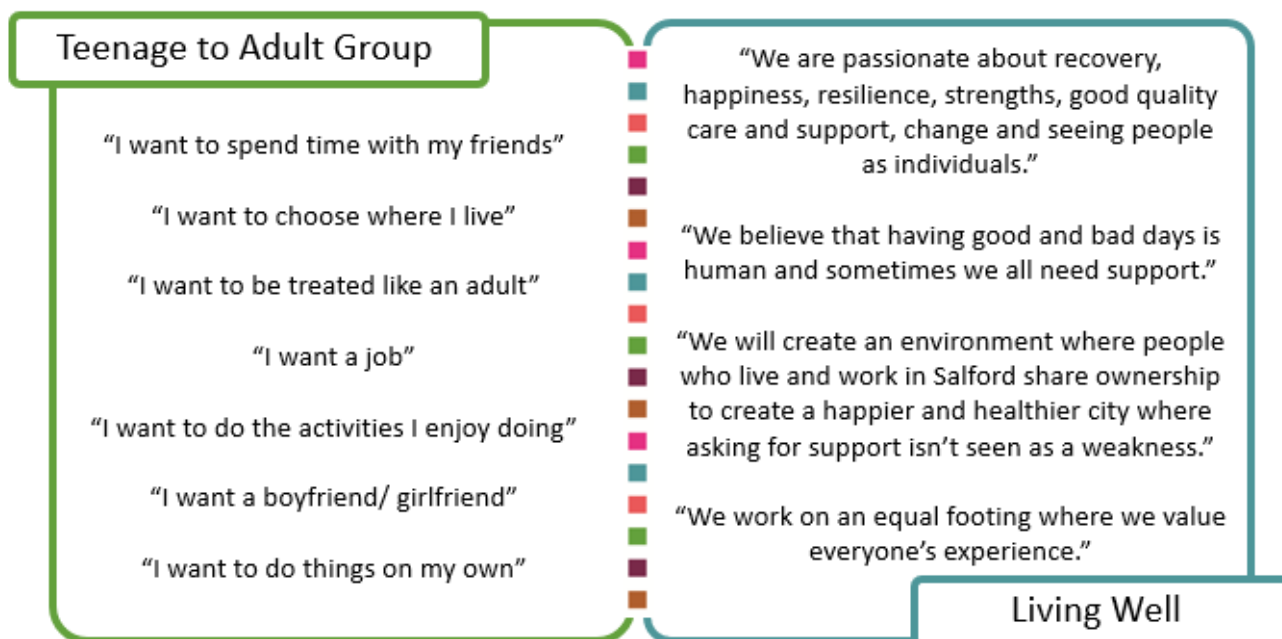 Teenage to Adult Group
“I want to spend time with my friends”
“I want to choose where I live”
“I want to be treated like an adult”
“I want a job”
“I want to do the activities I enjoy doing”
“I want a boyfriend/ girlfriend”
“I want to do things on my own”
“We are passionate about recovery,
happiness, resilience, strengths, good quality
care and support, change and seeing people
as individuals.”
“We believe that having good and bad days is
human and sometimes we all need support.”
“We will create an environment where people
who live and work in Salford share ownership
to create a happier and healthier city where
asking for support isn’t seen as a weakness.”
“We work on an equal footing where we value
everyone’s experience.”
Living Well